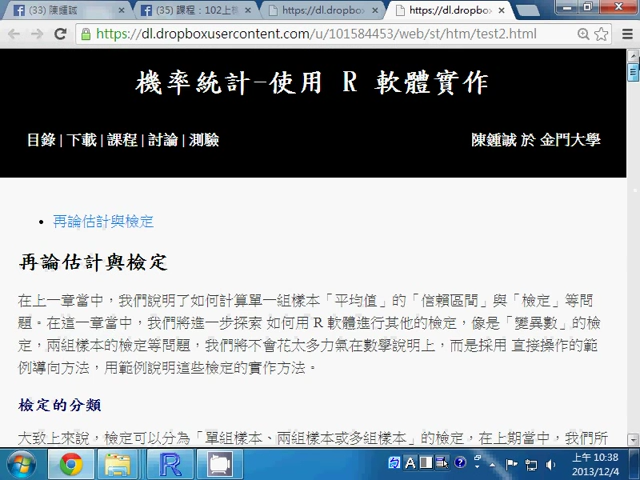 (33) 陳鍾誠
(35) 課程：102上機
https://dl.dropboxuserco
https://dl.dropboxuserco
https://dl.dropboxusercontent.com/u/101584453/web/st/htm/test2.html
機率統計-使用 R 軟體實作
目錄 | 下載 | 課程 | 討論 | 測驗
陳鍾誠 於 金門大學
再論估計與檢定
再論估計與檢定
在上一章當中，我們說明了如何計算單一組樣本「平均值」的「信賴區間」與「檢定」等問
題。在這一章當中，我們將進一步探索 如何用 R 軟體進行其他的檢定，像是「變異數」的檢
定，兩組樣本的檢定等問題，我們將不會花太多力氣在數學說明上，而是採用 直接操作的範
例導向方法，用範例說明這些檢定的實作方法。
檢定的分類
大致上來說，檢定可以分為「單組樣本、兩組樣本或多組樣本」的檢定，在上期當中，我們所
上午 10:38
2013/12/4